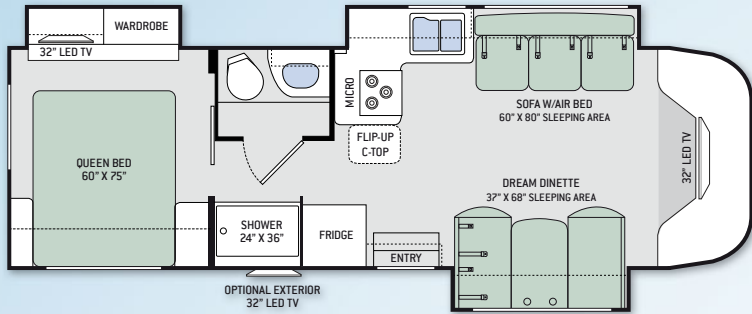 WARDROBE
32" LED TV
QUEEN BED
60" X 75"
MICRO
FLIP-UP
C-TOP
SOFA W/AIR BED
60" X 80" SLEEPING AREA
32" LED TV
DREAM DINETTE
37" X 68" SLEEPING AREA
SHOWER
24" X 36"
FRIDGE
ENTRY
OPTIONAL EXTERIOR
32" LED TV